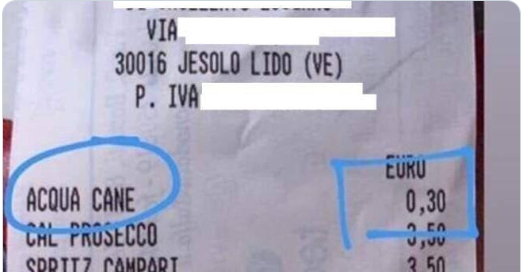 VIA
30016 JESOLO LIDO (VE)
P. IVA
EURO
ACQUA CANE 0,30
CAL PROSECCO 3,50
SPRITZ CAMPARI 3,50